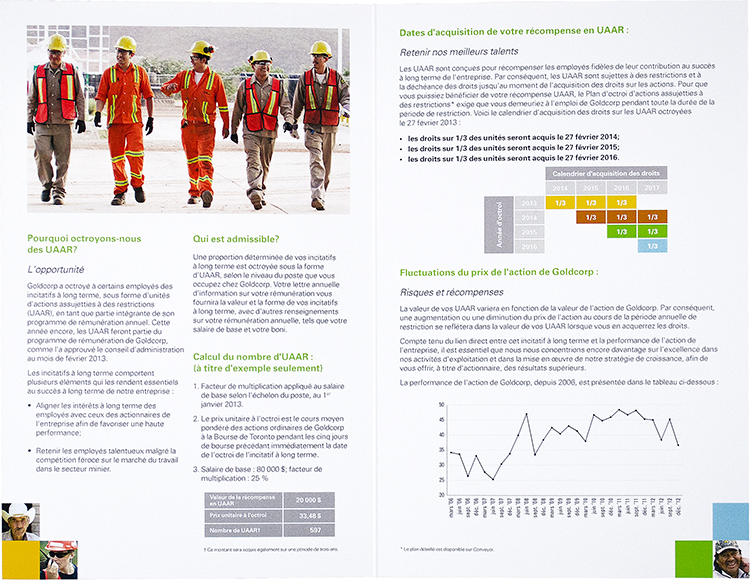 Pourquoi octroyons-nous
des UAAR?
L'opportunité
Goldcorp a octroyé à certains employés des
incitatifs à long terme, sous forme d'unités
d'actions assujetties à des restrictions
(UAAR), en tant que partie intégrante de son
programme de rémunération annuel. Cette
année encore, les UAAR feront partie du
programme de rémunération de Goldcorp,
comme l'a approuvé le conseil d'administration
au mois de février 2013.
Les incitatifs à long terme comportent
plusieurs éléments qui les rendent essentiels
au succès à long terme de notre entreprise :
• Aligner les intérêts à long terme des
employés avec ceux des actionnaires de
l'entreprise afin de favoriser une haute
performance;
• Retenir les employés talentueux malgré la
compétition féroce sur le marché du travail
dans le secteur minier.
Qui est admissible?
Une proportion déterminée de vos incitatifs
à long terme est octroyée sous la forme
d'UAAR, selon le niveau du poste que vous
occupez chez Goldcorp. Votre lettre annuelle
d'information sur votre rémunération vous
fournira la valeur et la forme de vos incitatifs
à long terme, avec d'autres renseignements
sur votre rémunération annuelle, tels que votre
salaire de base et votre boni.
Calcul du nombre d'UAAR :
(à titre d'exemple seulement)
1. Facteur de multiplication appliqué au salaire
de base selon l'échelon du poste, au 1er
janvier 2013.
2. Le prix unitaire à l'octroi est le cours moyen
pondéré des actions ordinaires de Goldcorp
à la Bourse de Toronto pendant les cinq jours
de bourse précédant immédiatement la date
de l'octroi de l'incitatif à long terme.
3. Salaire de base : 80 000 $; facteur de
multiplication : 25 %
Valeur de la récompense
en UAAR 20 000 $
Prix unitaire à l'octroi 33,48 $
Nombre de UAAR† 597
† Ce montant sera acquis également sur une période de trois ans.
Dates d'acquisition de votre récompense en UAAR :
Retenir nos meilleurs talents
Les UAAR sont conçues pour récompenser les employés fidèles de leur contribution au succès
à long terme de l'entreprise. Par conséquent, les UAAR sont sujettes à des restrictions et à
la déchéance des droits jusqu'au moment de l'acquisition des droits sur les actions. Pour que
vous puissiez bénéficier de votre récompense UAAR, le Plan d'octroi d'actions assujetties à
des restrictions* exige que vous demeuriez à l'emploi de Goldcorp pendant toute la durée de la
période de restriction. Voici le calendrier d'acquisition des droits sur les UAAR octroyées
le 27 février 2013 :
• les droits sur 1/3 des unités seront acquis le 27 février 2014;
• les droits sur 1/3 des unités seront acquis le 27 février 2015;
• les droits sur 1/3 des unités seront acquis le 27 février 2016.
Calendrier d'acquisition des droits
2014 2015 2016 2017
Année d'octroi
2013 1/3 1/3 1/3
2014 1/3 1/3 1/3
2015 1/3 1/3
2016 1/3
Fluctuations du prix de l'action de Goldcorp :
Risques et récompenses
La valeur de vos UAAR variera en fonction de la valeur de l'action de Goldcorp. Par conséquent,
une augmentation ou une diminution du prix de l'action au cours de la période annuelle de
restriction se reflétera dans la valeur de vos UAAR lorsque vous en acquerrez les droits.
Compte tenu du lien direct entre cet incitatif à long terme et la performance de l'action de
l'entreprise, il est essentiel que nous nous concentrions encore davantage sur l'excellence dans
nos activités d'exploitation et dans la mise en œuvre de notre stratégie de croissance, afin de
vous offrir, à titre d'actionnaire, des résultats supérieurs.
La performance de l'action de Goldcorp, depuis 2006, est présentée dans le tableau ci-dessous :
50
45
40
35
30
25
20
mars '06 juin '06 sept. '06 déc. '06 mars '07 juin '07 sept. '07 déc. '07 mars '08 juin '08 sept. '08 déc. '08 mars '09 juin '09 sept. '09 déc. '09 mars '10 juin '10 sept. '10 déc. '10 mars '11 juin '11 sept. '11 déc. '11 mars '12 juin '12 sept. '12 déc. '12
* Le plan détaillé est disponible sur Conveyor.